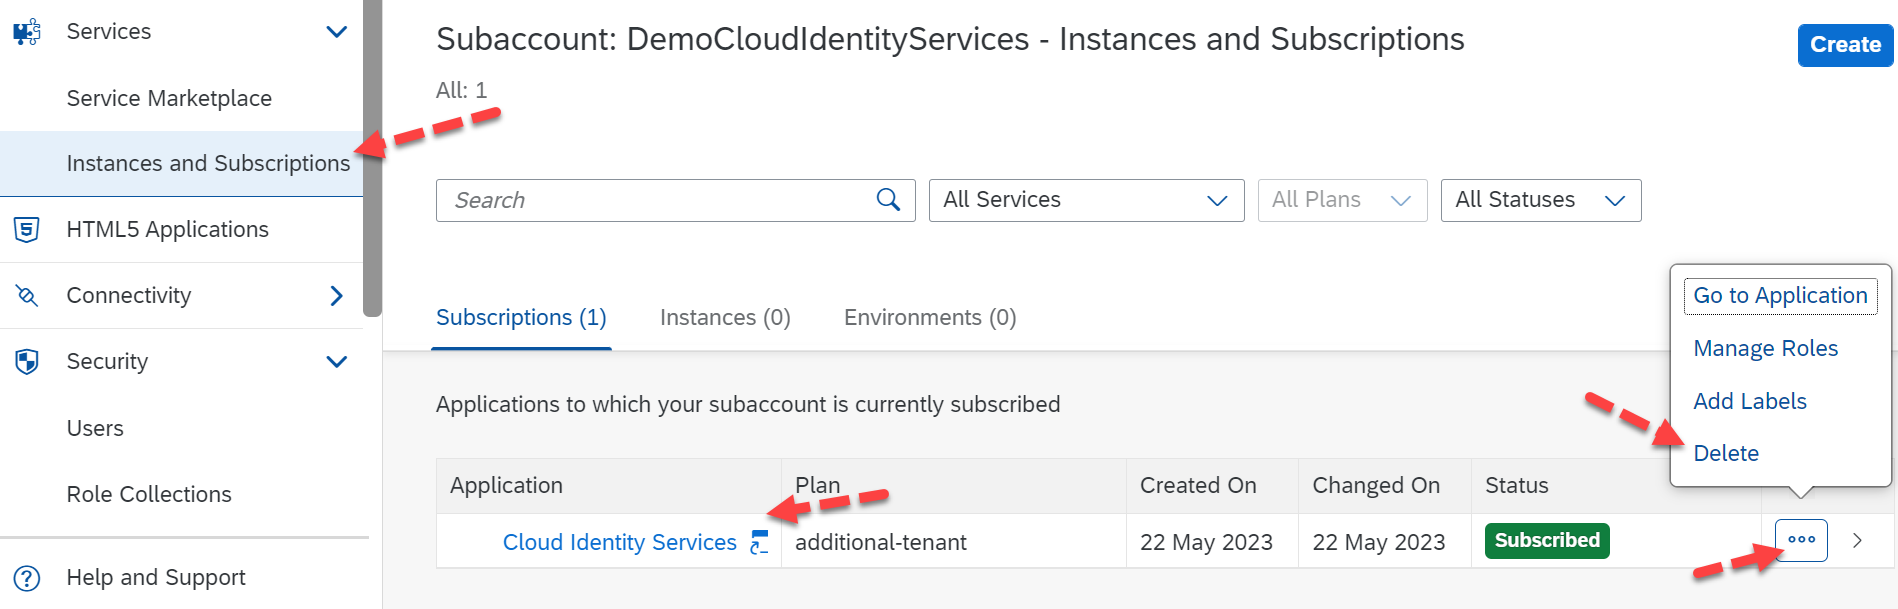 Services
Service Marketplace
Instances and Subscriptions
HTML5 Applications
Connectivity
Security
Users
Role Collections
Help and Support
Subaccount: DemoCloudIdentityServices - Instances and Subscriptions
Create
All: 1
Search
All Services
All Plans
All Statuses
Subscriptions (1)
Instances (0)
Environments (0)
Go to Application
Manage Roles
Add Labels
Delete
Applications to which your subaccount is currently subscribed
Application
Plan
Created On
Changed On
Status
Cloud Identity Services
additional-tenant
22 May 2023
22 May 2023
Subscribed